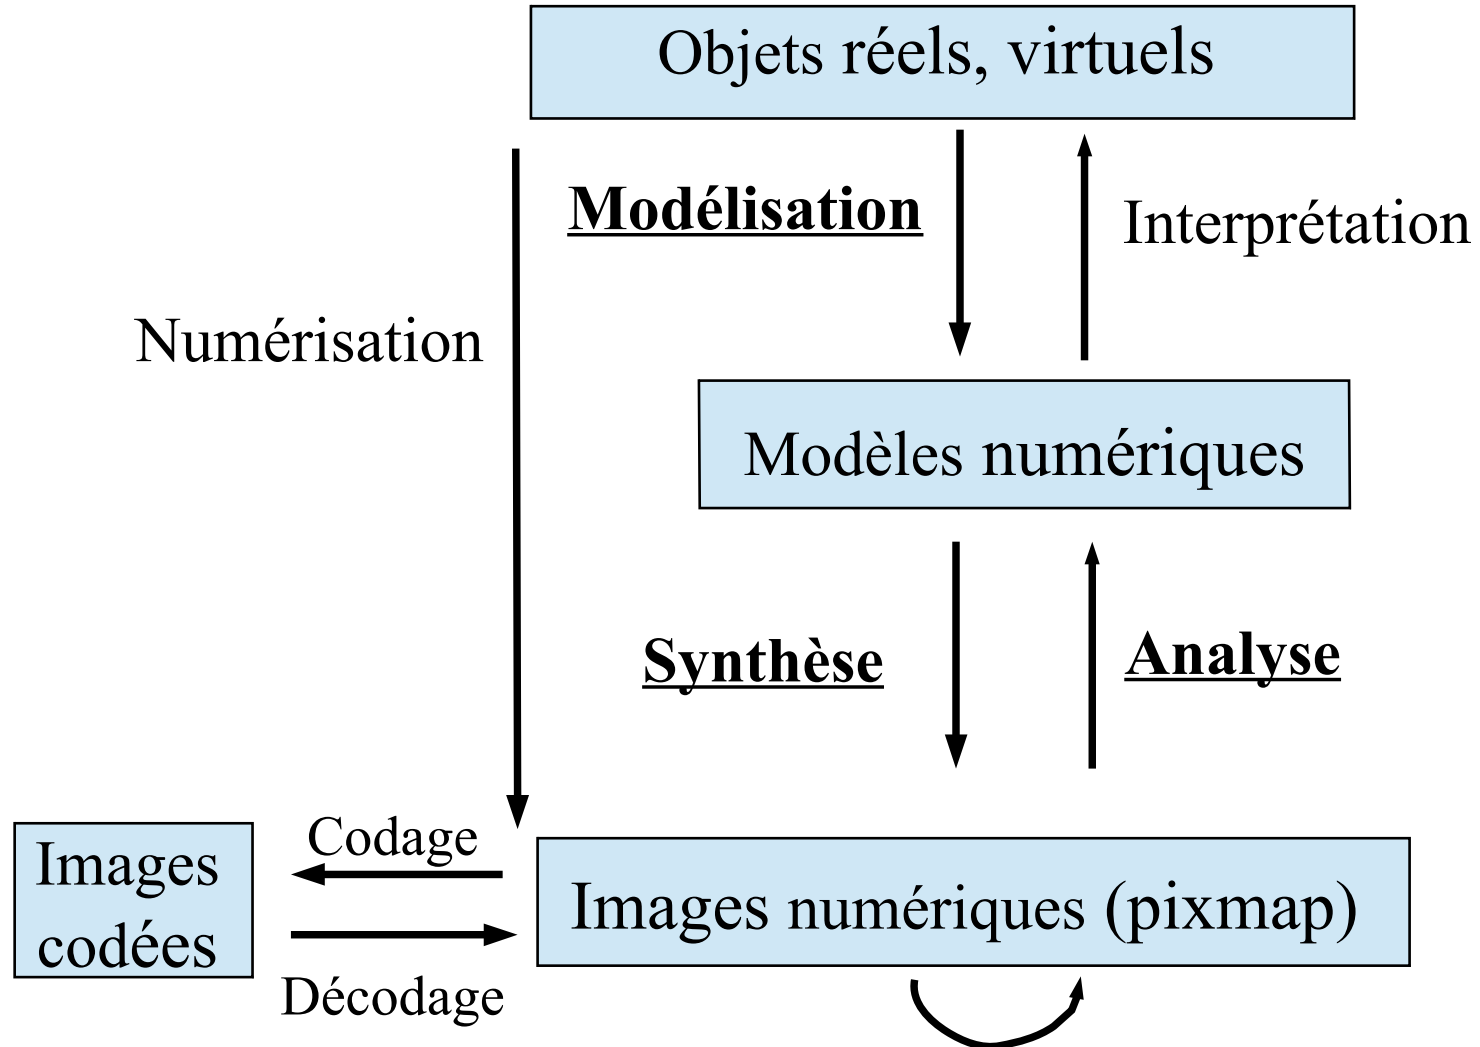 Objets réels, virtuels
Modélisation
Interprétation
Numérisation
Modèles numériques
Synthèse
Analyse
Codage
Images
codées
Images numériques (pixmap)
Décodage